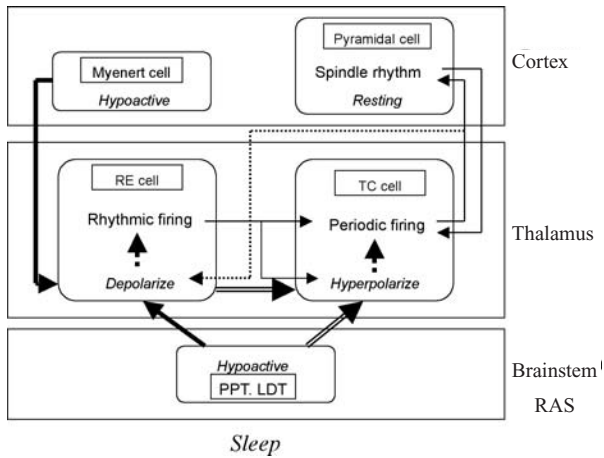 Pyramidal cell
Cortex
Myenert cell
Spindle rhythm
Hypoactive
Resting
RE cell
TC cell
Rhythmic firing
Periodic firing
Thalamus
Depolarize
Hyperpolarize
Hypoactive
Brainstem
PPT. LDT
RAS
Sleep